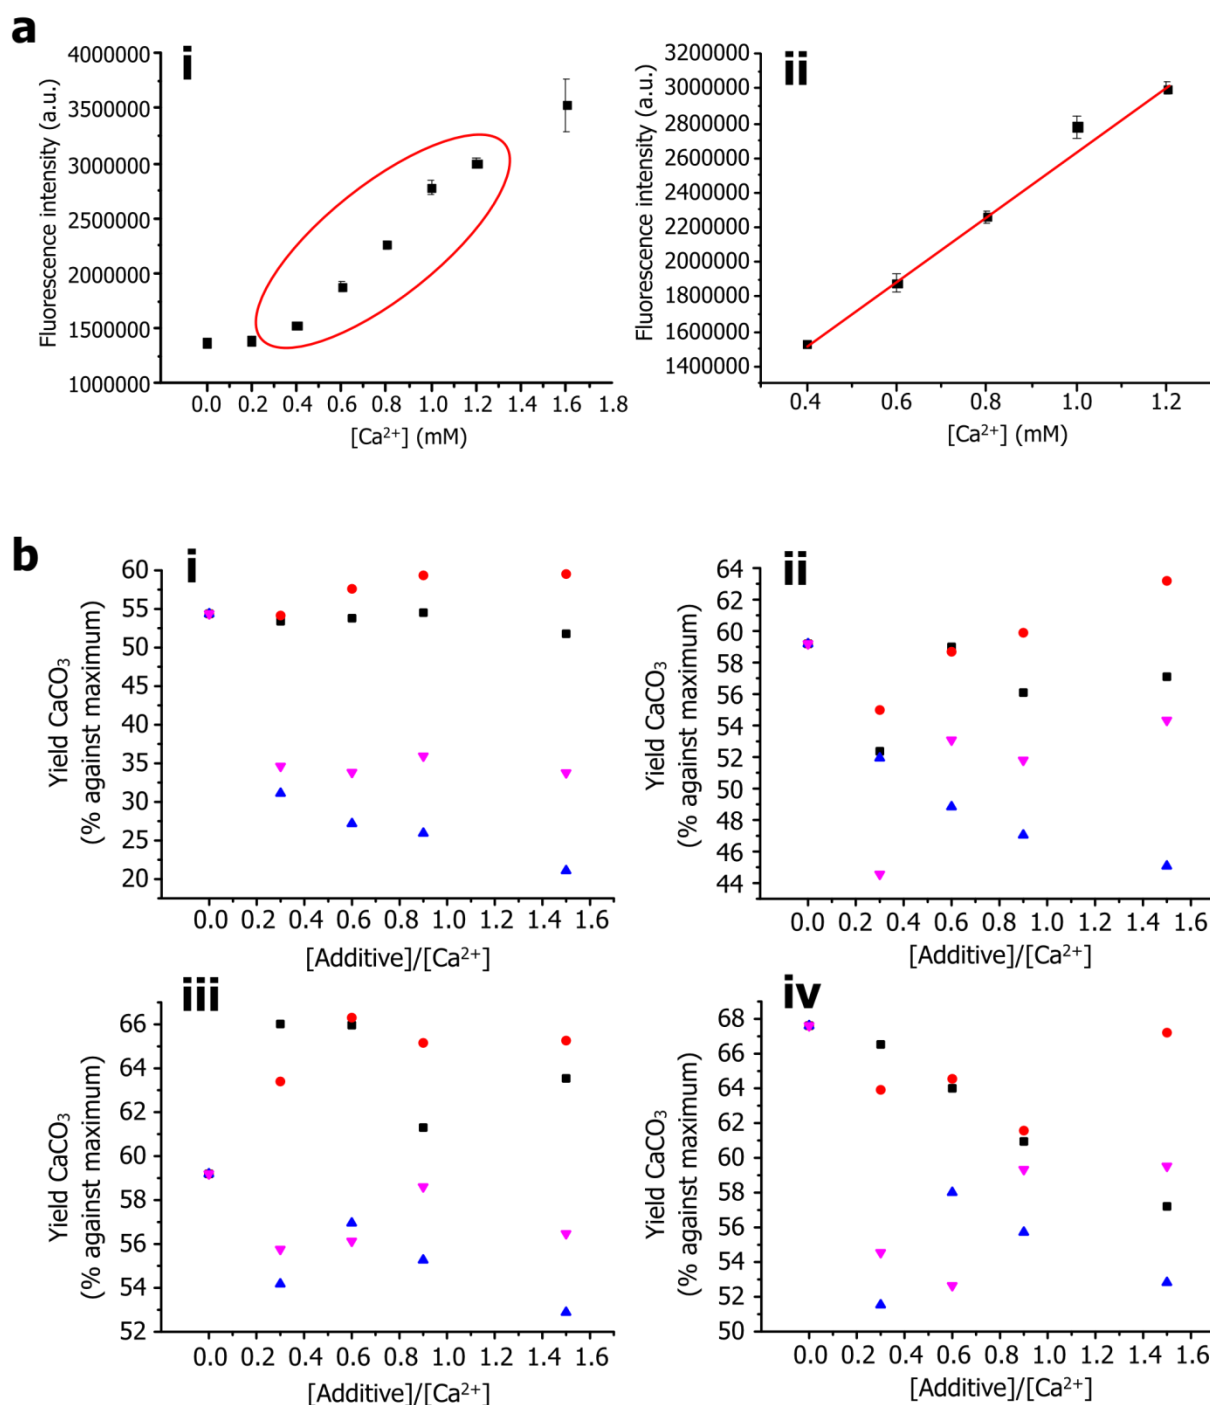 a
i
4000000
3500000
3000000
2500000
2000000
1500000
1000000
Fluorescence intensity (a.u.)
0.0 0.2 0.4 0.6 0.8 1.0 1.2 1.4 1.6 1.8
[Ca²⁺] (mM)
ii
3200000
3000000
2800000
2600000
2400000
2200000
2000000
1800000
1600000
1400000
Fluorescence intensity (a.u.)
0.4 0.6 0.8 1.0 1.2
[Ca²⁺] (mM)
b
i
60
55
50
45
40
35
30
25
20
Yield CaCO₃
(% against maximum)
0.0 0.2 0.4 0.6 0.8 1.0 1.2 1.4 1.6
[Additive]/[Ca²⁺]
ii
64
62
60
58
56
54
52
50
48
46
44
Yield CaCO₃
(% against maximum)
0.0 0.2 0.4 0.6 0.8 1.0 1.2 1.4 1.6
[Additive]/[Ca²⁺]
iii
66
64
62
60
58
56
54
52
Yield CaCO₃
(% against maximum)
0.0 0.2 0.4 0.6 0.8 1.0 1.2 1.4 1.6
[Additive]/[Ca²⁺]
iv
68
66
64
62
60
58
56
54
52
50
Yield CaCO₃
(% against maximum)
0.0 0.2 0.4 0.6 0.8 1.0 1.2 1.4 1.6
[Additive]/[Ca²⁺]